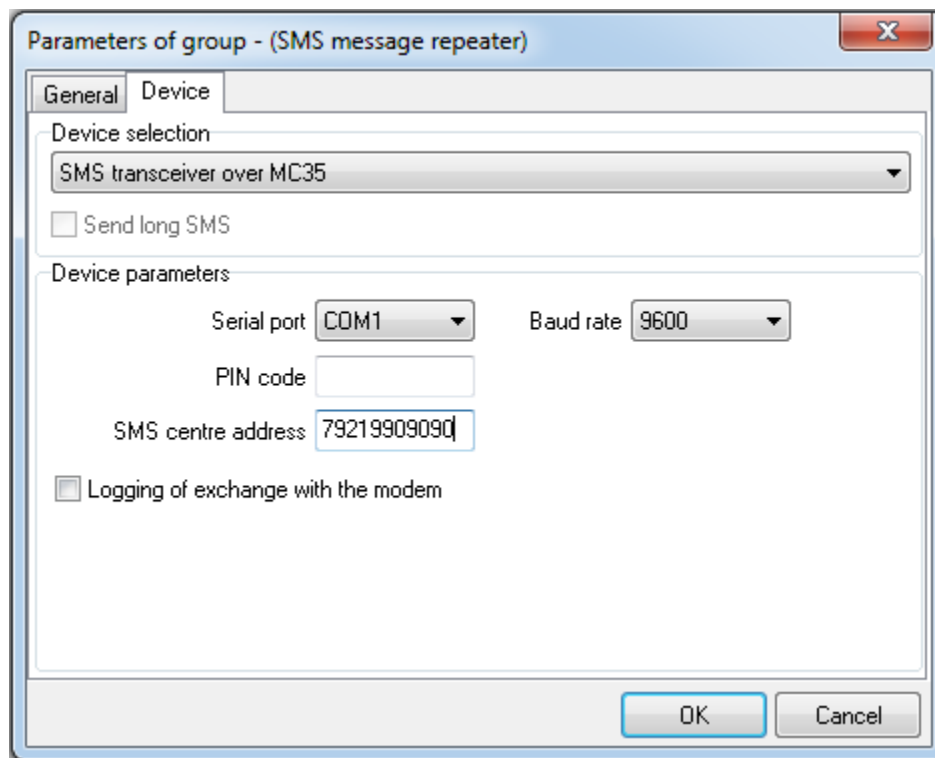 Parameters of group - (SMS message repeater)
General Device
Device selection
SMS transceiver over MC35
Send long SMS
Device parameters
Serial port COM1 Baud rate 9600
PIN code
SMS centre address 79219909090
Logging of exchange with the modem
OK Cancel